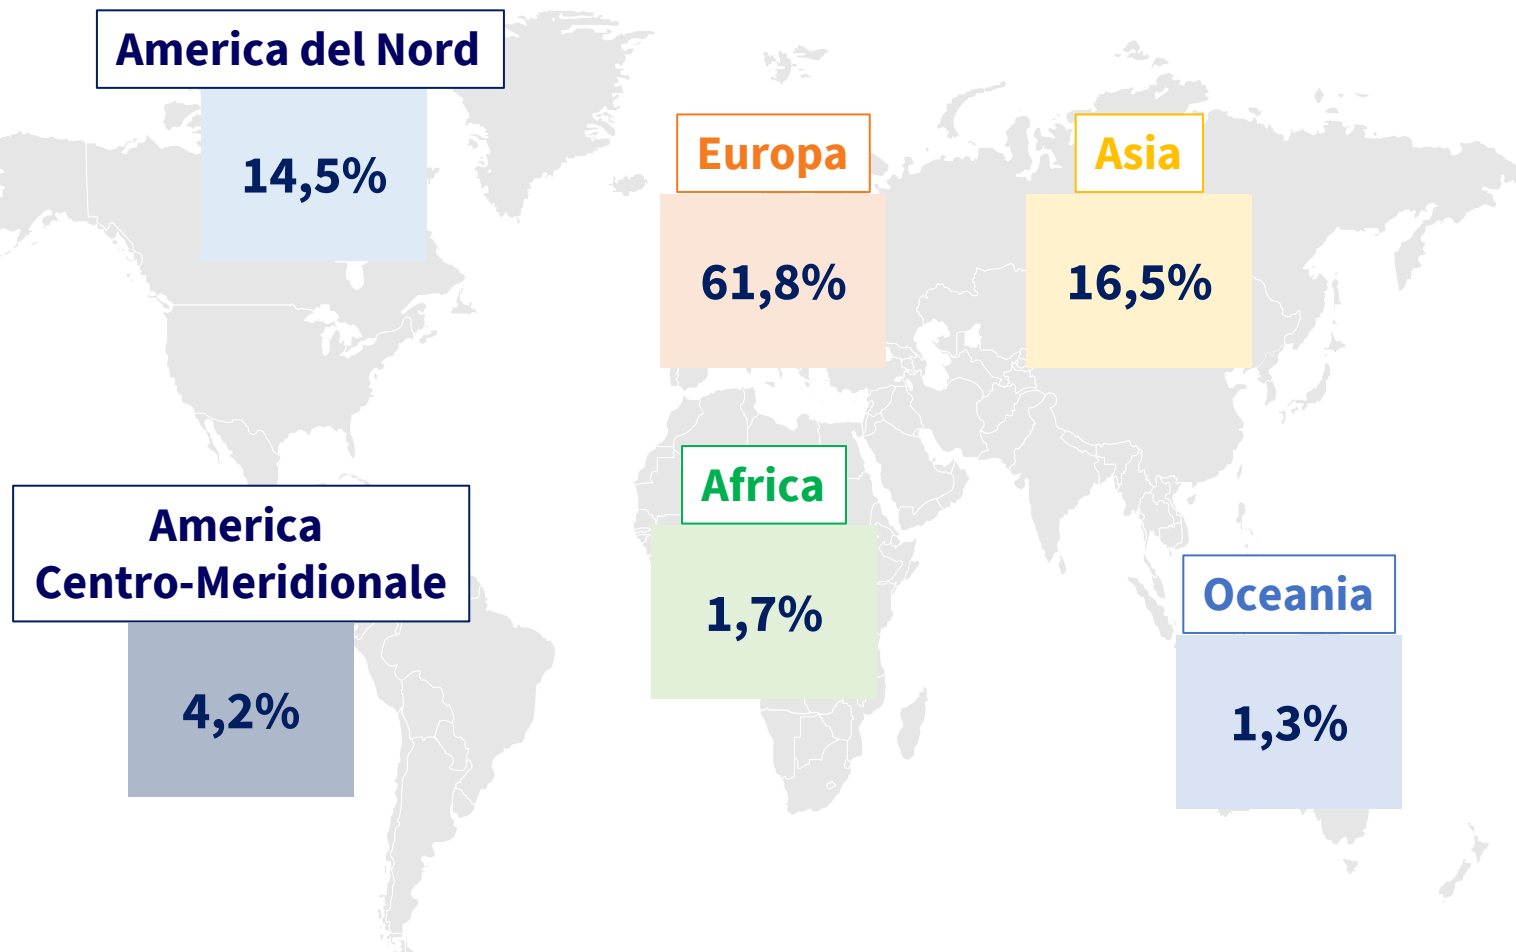 America del Nord
14,5%
Europa
61,8%
Asia
16,5%
Africa
1,7%
America
Centro-Meridionale
4,2%
Oceania
1,3%